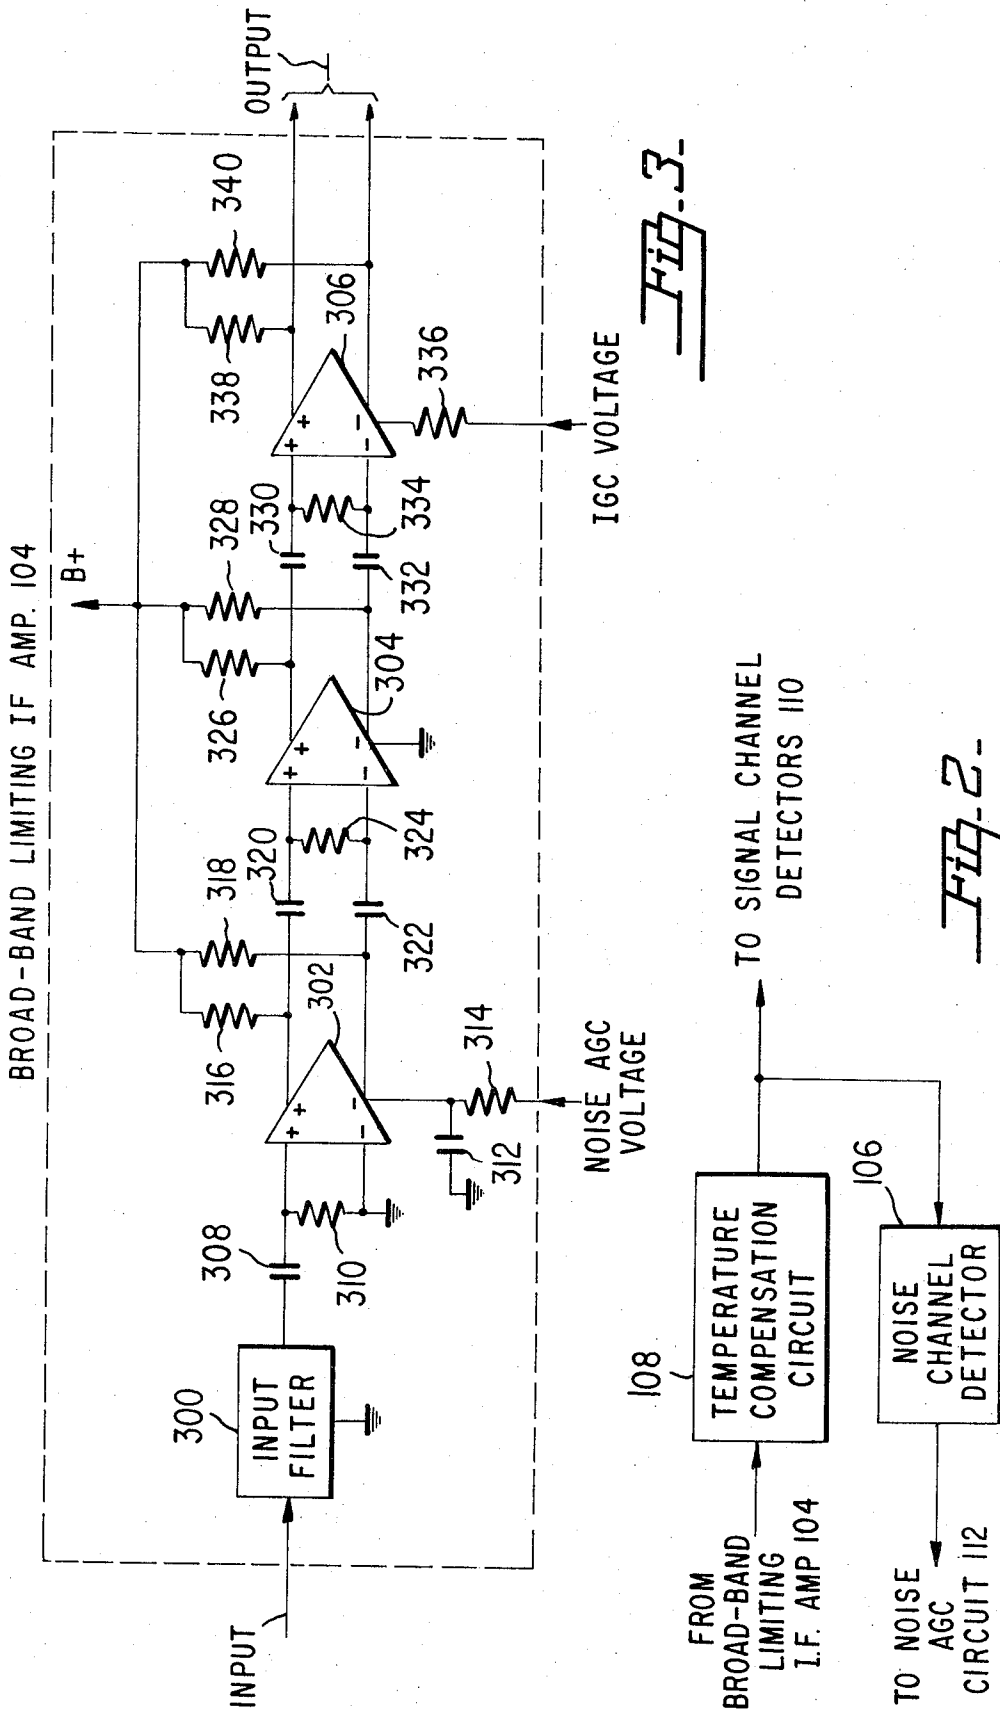 BROAD-BAND LIMITING IF AMP. 104
B+
INPUT
300
INPUT
FILTER
308
310
302
316
318
320
322
324
304
326
328
330
332
334
306
338
340
OUTPUT
312
314
NOISE AGC
VOLTAGE
336
IGC VOLTAGE
+
+
-
-
+
+
-
-
+
+
-
-
Fig. 3.
FROM
BROAD-BAND
LIMITING
I.F. AMP 104
108
TEMPERATURE
COMPENSATION
CIRCUIT
TO SIGNAL CHANNEL
DETECTORS 110
106
NOISE
CHANNEL
DETECTOR
TO NOISE
AGC
CIRCUIT 112
Fig. 2.